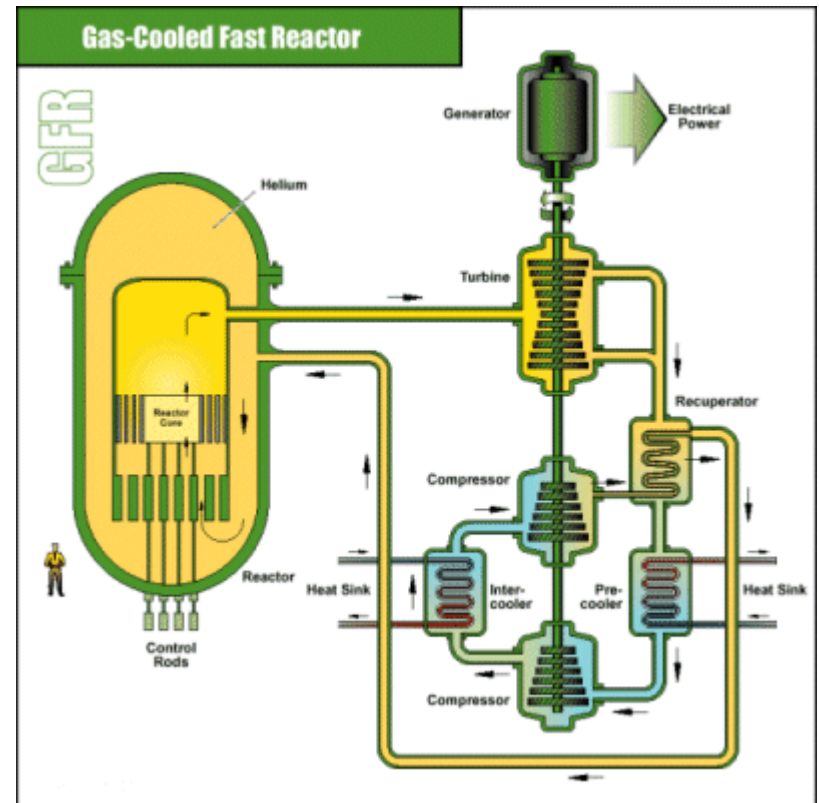 Gas-Cooled Fast Reactor
GFR
Generator
Electrical
Power
Helium
Turbine
Reactor
Core
Recuperator
Compressor
Reactor
Heat Sink
Inter-
cooler
Pre-
cooler
Heat Sink
Control
Rods
Compressor